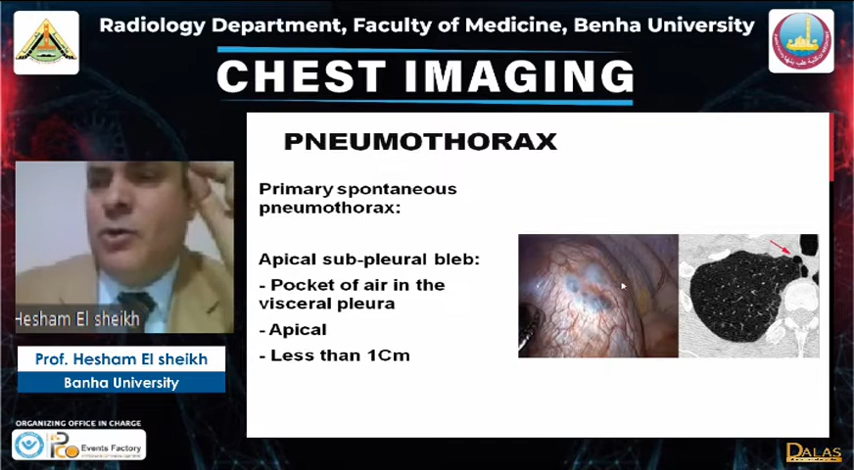 Radiology Department, Faculty of Medicine, Benha University
CHEST IMAGING
PNEUMOTHORAX
Primary spontaneous
pneumothorax:
Apical sub-pleural bleb:
- Pocket of air in the
visceral pleura
- Apical
- Less than 1Cm
Hesham El sheikh
Prof. Hesham El sheikh
Banha University
ORGANIZING OFFICE IN CHARGE
PCO
Events Factory
DALAS